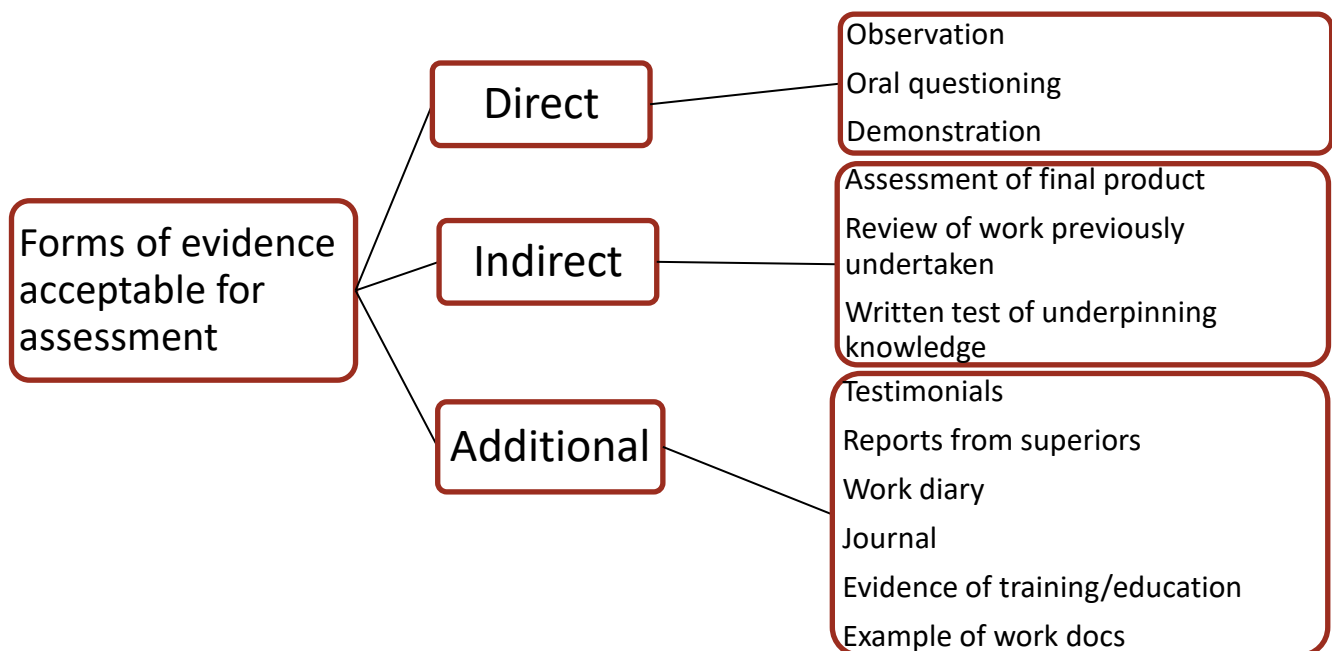 Forms of evidence
acceptable for
assessment
Direct
Observation
Oral questioning
Demonstration
Indirect
Assessment of final product
Review of work previously
undertaken
Written test of underpinning
knowledge
Additional
Testimonials
Reports from superiors
Work diary
Journal
Evidence of training/education
Example of work docs